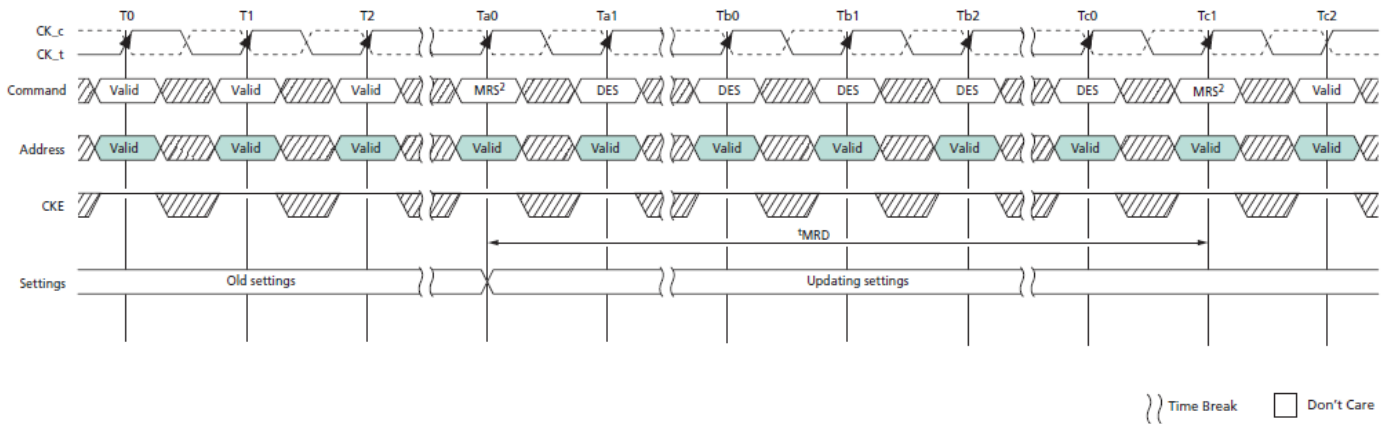 T0 T1 T2 Ta0 Ta1 Tb0 Tb1 Tb2 Tc0 Tc1 Tc2
CK_c
CK_t
Command Valid Valid Valid MRS² DES DES DES DES DES MRS² Valid
Address Valid Valid Valid Valid Valid Valid Valid Valid Valid Valid Valid
CKE
ᵗMRD
Settings Old settings Updating settings
Time Break Don't Care